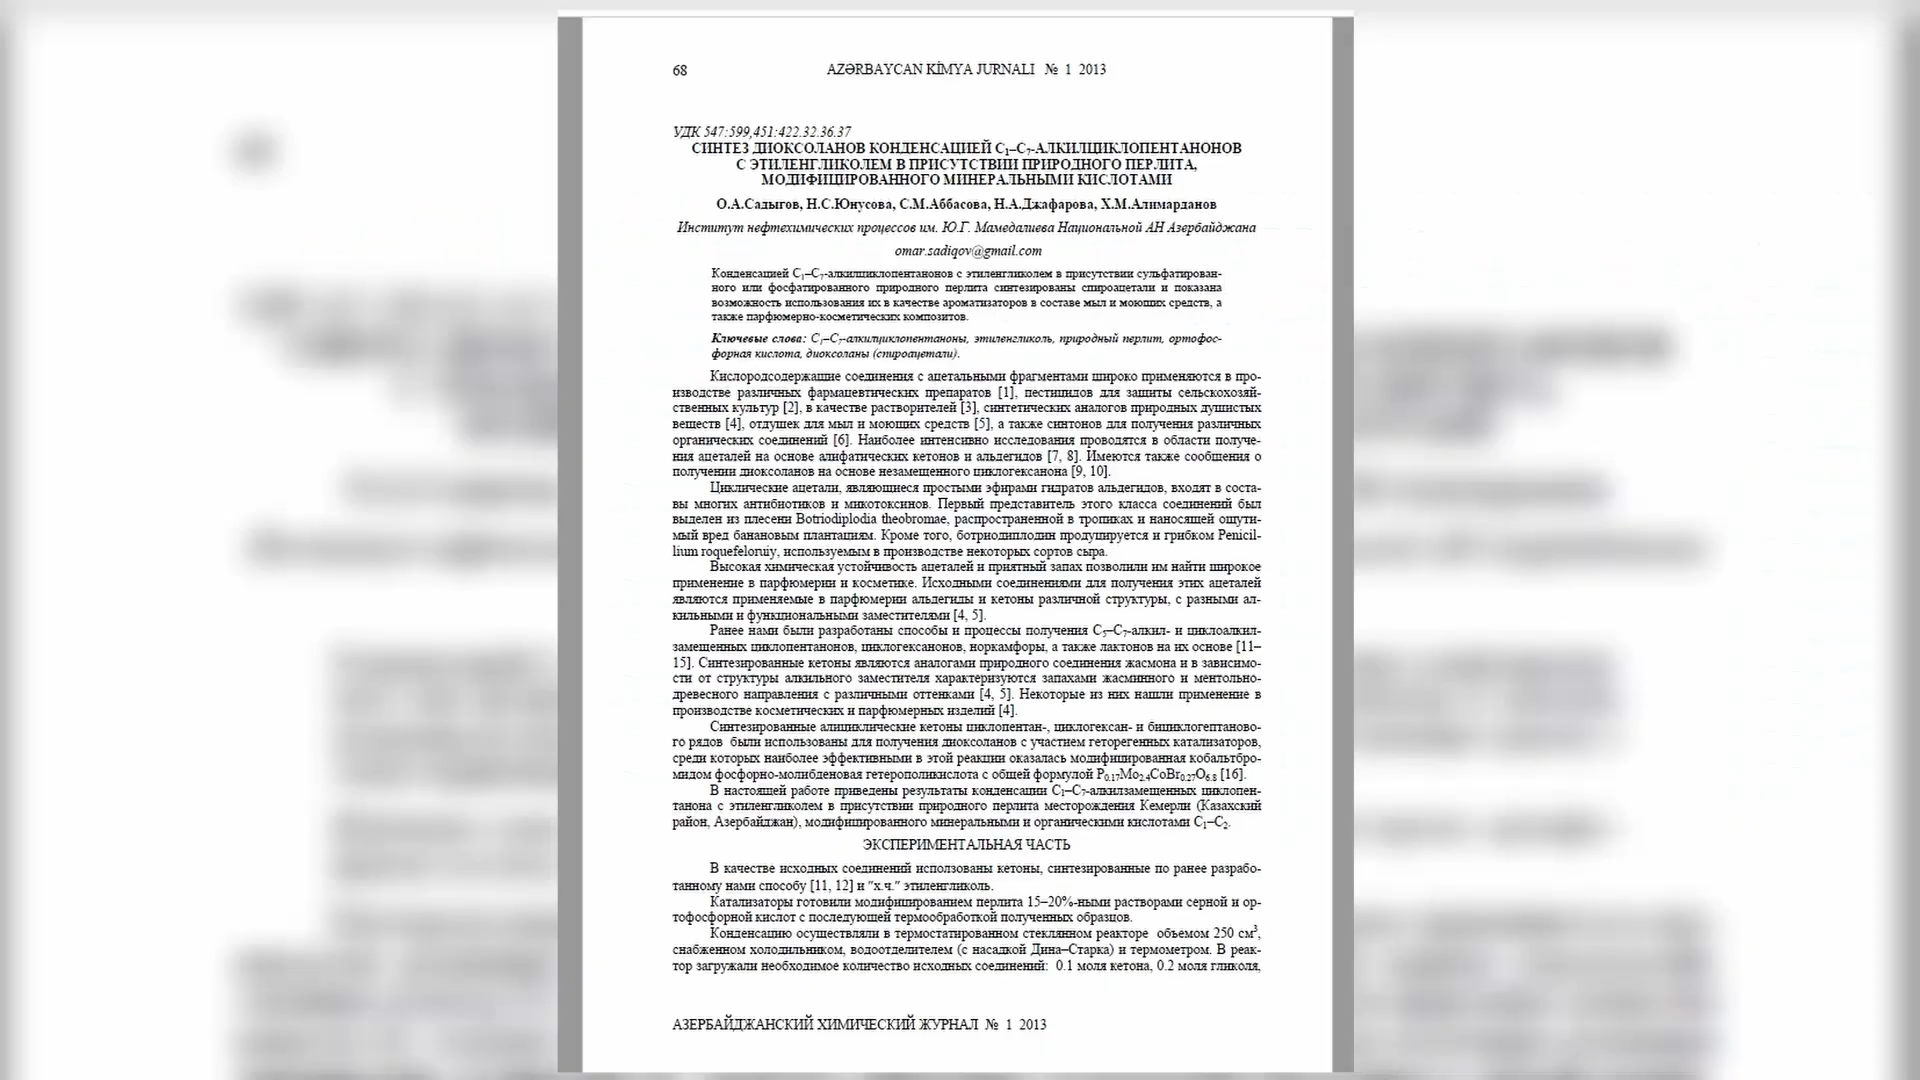 68 AZƏRBAYCAN KİMYA JURNALI № 1 2013
УДК 547:599,451:422.32.36.37
СИНТЕЗ ДИОКСОЛАНОВ КОНДЕНСАЦИЕЙ C₁–C₇-АЛКИЛЦИКЛОПЕНТАНОНОВ
С ЭТИЛЕНГЛИКОЛЕМ В ПРИСУТСТВИИ ПРИРОДНОГО ПЕРЛИТА,
МОДИФИЦИРОВАННОГО МИНЕРАЛЬНЫМИ КИСЛОТАМИ
О.А.Садыгов, Н.С.Юнусова, С.М.Аббасова, Н.А.Джафарова, Х.М.Алимарданов
Институт нефтехимических процессов им. Ю.Г. Мамедалиева Национальной АН Азербайджана
omar.sadiqov@gmail.com
Конденсацией C₁–C₇-алкилциклопентанонов с этиленгликолем в присутствии сульфатирован-
ного или фосфатированного природного перлита синтезированы спироацетали и показана
возможность использования их в качестве ароматизаторов в составе мыл и моющих средств, а
также парфюмерно-косметических композитов.
Ключевые слова: C₁–C₇-алкилциклопентаноны, этиленгликоль, природный перлит, ортофос-
форная кислота, диоксоланы (спироацетали).
Кислородсодержащие соединения с ацетальными фрагментами широко применяются в про-
изводстве различных фармацевтических препаратов [1], пестицидов для защиты сельскохозяй-
ственных культур [2], в качестве растворителей [3], синтетических аналогов природных душистых
веществ [4], отдушек для мыл и моющих средств [5], а также синтонов для получения различных
органических соединений [6]. Наиболее интенсивно исследования проводятся в области получе-
ния ацеталей на основе алифатических кетонов и альдегидов [7, 8]. Имеются также сообщения о
получении диоксоланов на основе незамещенного циклогексанона [9, 10].
Циклические ацетали, являющиеся простыми эфирами гидратов альдегидов, входят в соста-
вы многих антибиотиков и микотоксинов. Первый представитель этого класса соединений был
выделен из плесени Botriodiplodia theobromae, распространенной в тропиках и наносящей ощути-
мый вред банановым плантациям. Кроме того, ботриодиплодин продуцируется и грибком Penicil-
lium roquefeloruiy, используемым в производстве некоторых сортов сыра.
Высокая химическая устойчивость ацеталей и приятный запах позволили им найти широкое
применение в парфюмерии и косметике. Исходными соединениями для получения этих ацеталей
являются применяемые в парфюмерии альдегиды и кетоны различной структуры, с разными ал-
кильными и функциональными заместителями [4, 5].
Ранее нами были разработаны способы и процессы получения C₅–C₇-алкил- и циклоалкил-
замещенных циклопентанонов, циклогексанонов, норкамфоры, а также лактонов на их основе [11–
15]. Синтезированные кетоны являются аналогами природного соединения жасмона и в зависимо-
сти от структуры алкильного заместителя характеризуются запахами жасминного и ментольно-
древесного направления с различными оттенками [4, 5]. Некоторые из них нашли применение в
производстве косметических и парфюмерных изделий [4].
Синтезированные алициклические кетоны циклопентан-, циклогексан- и бициклогептаново-
го рядов были использованы для получения диоксоланов с участием геторегенных катализаторов,
среди которых наиболее эффективными в этой реакции оказалась модифицированная кобальтбро-
мидом фосфорно-молибденовая гетерополикислота с общей формулой P₀.₁₇Mo₂.₄CoBr₀.₂₇O₆.₈ [16].
В настоящей работе приведены результаты конденсации C₁–C₇-алкилзамещенных циклопен-
танона с этиленгликолем в присутствии природного перлита месторождения Кемерли (Казахский
район, Азербайджан), модифицированного минеральными и органическими кислотами C₁–C₂.
ЭКСПЕРИМЕНТАЛЬНАЯ ЧАСТЬ
В качестве исходных соединений исползованы кетоны, синтезированные по ранее разрабо-
танному нами способу [11, 12] и "х.ч." этиленгликоль.
Катализаторы готовили модифицированием перлита 15–20%-ными растворами серной и ор-
тофосфорной кислот с последующей термообработкой полученных образцов.
Конденсацию осуществляли в термостатированном стеклянном реакторе объемом 250 см³,
снабженном холодильником, водоотделителем (с насадкой Дина–Старка) и термометром. В реак-
тор загружали необходимое количество исходных соединений: 0.1 моля кетона, 0.2 моля гликоля,
АЗЕРБАЙДЖАНСКИЙ ХИМИЧЕСКИЙ ЖУРНАЛ № 1 2013